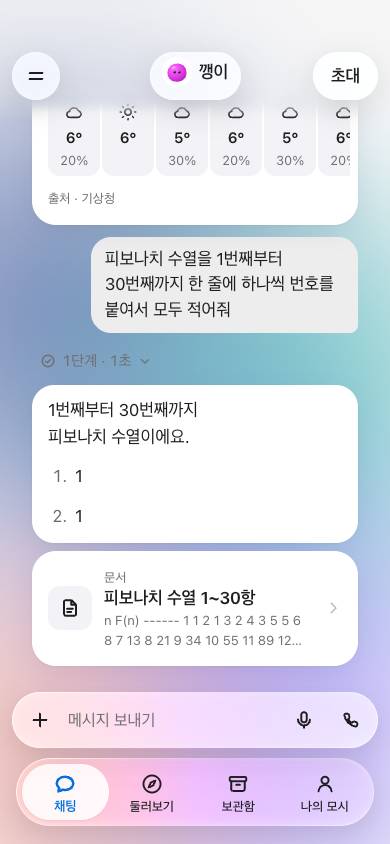 깽이
초대
6° 6° 5° 6° 5° 6°
20% 30% 20% 30% 20%
출처 · 기상청
피보나치 수열을 1번째부터
30번째까지 한 줄에 하나씩 번호를
붙여서 모두 적어줘
1단계 · 1초
1번째부터 30번째까지
피보나치 수열이에요.
1. 1
2. 1
문서
피보나치 수열 1~30항
n F(n) ------ 1 1 2 1 3 2 4 3 5 5 6
8 7 13 8 21 9 34 10 55 11 89 12...
메시지 보내기
채팅
둘러보기
보관함
나의 모시